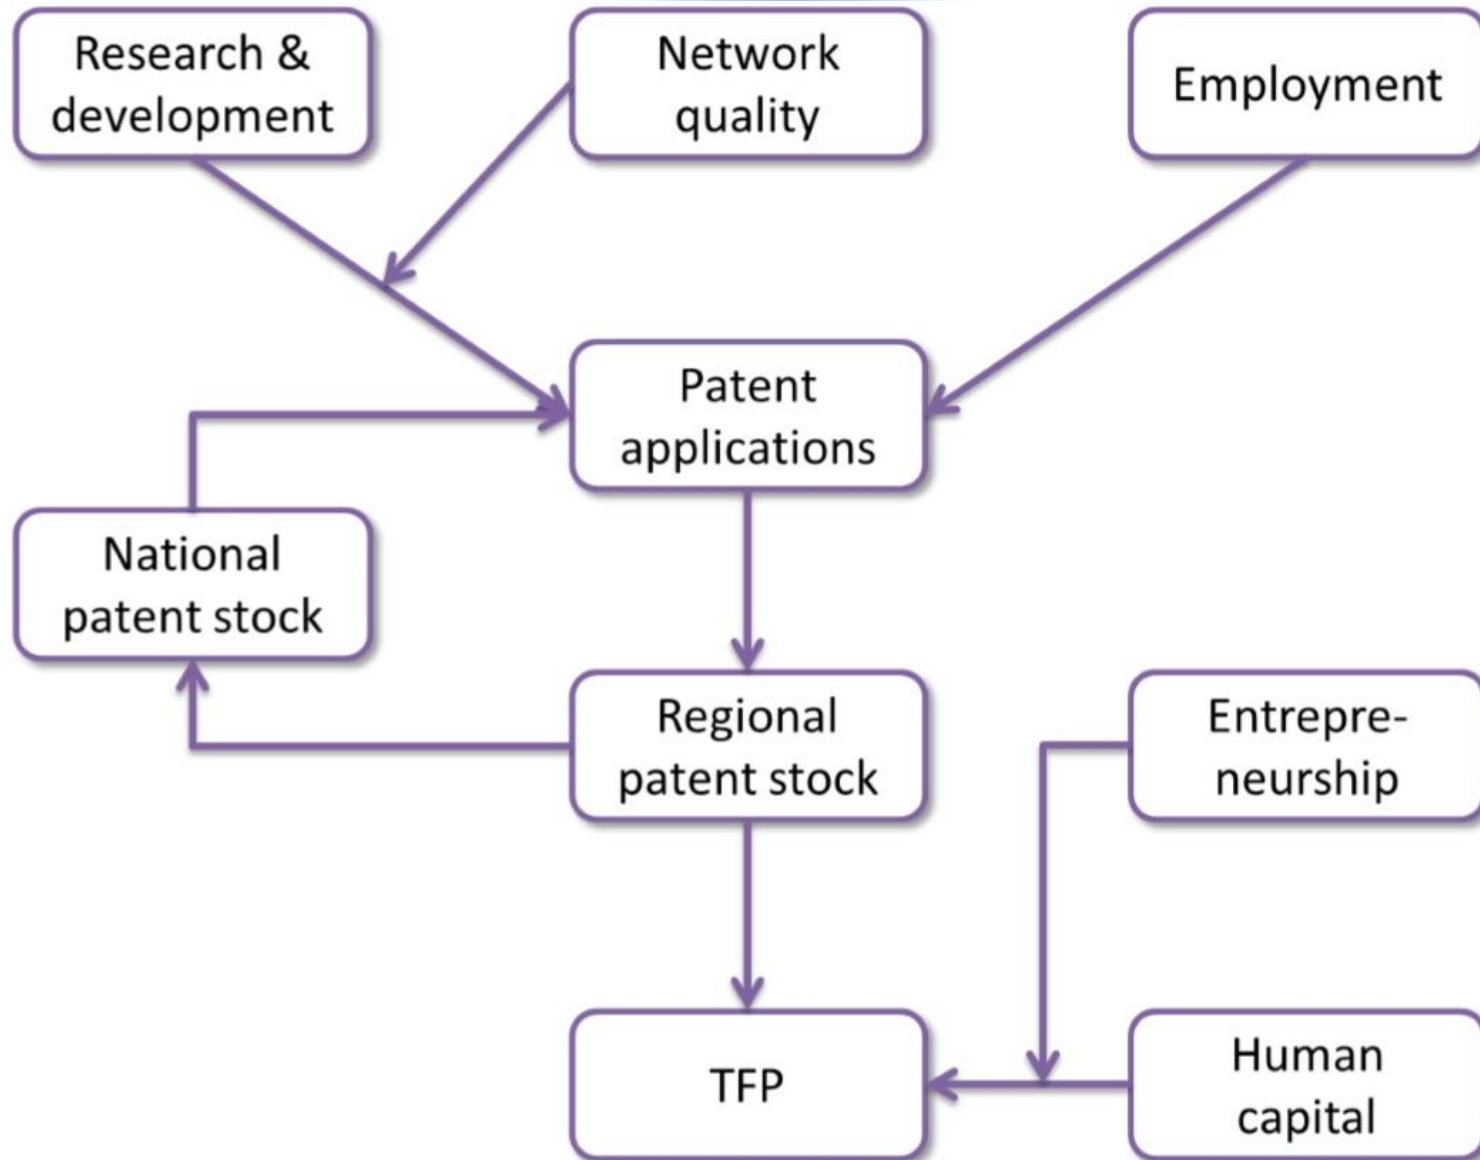 Research &
development
Network
quality
Employment
Patent
applications
National
patent stock
Regional
patent stock
Entrepre-
neurship
TFP
Human
capital